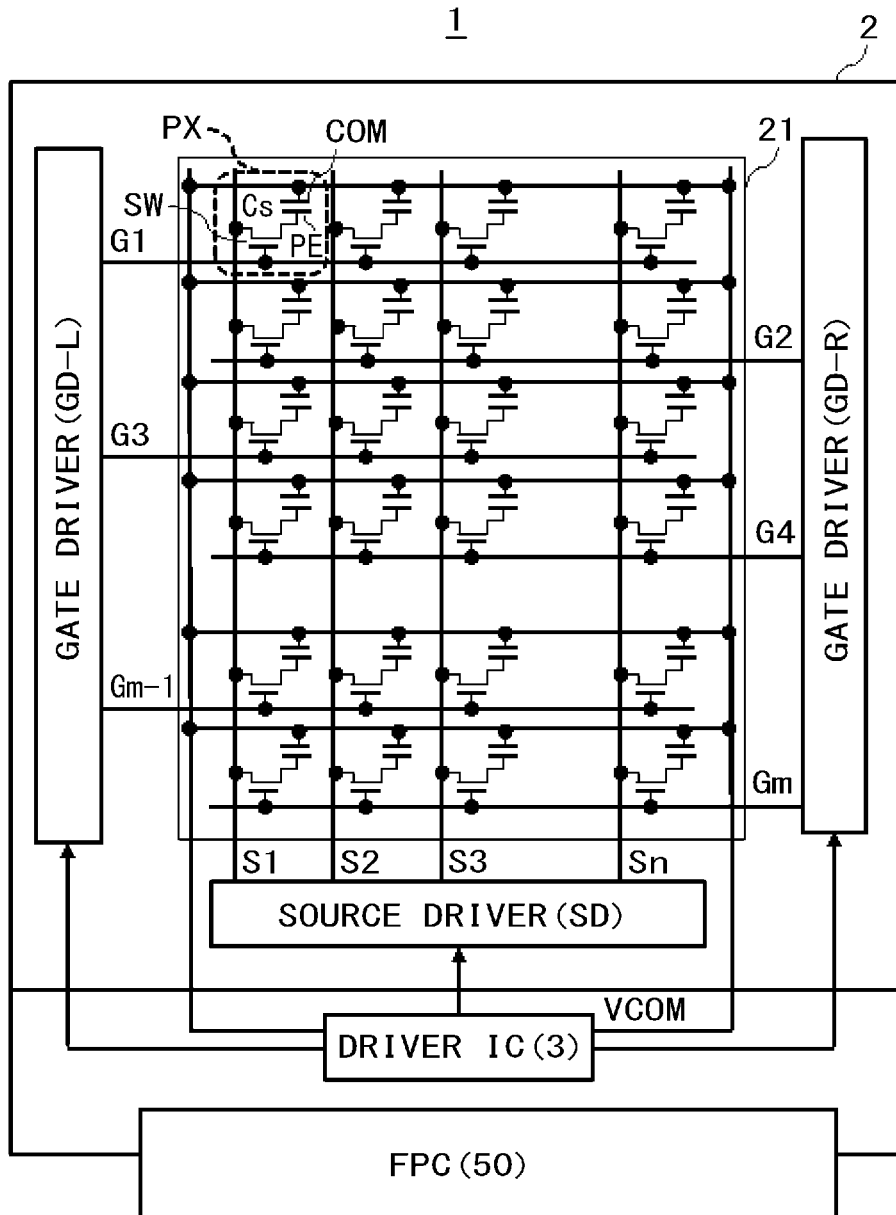 1
2
PX
COM
21
SW
Cs
PE
G1
G2
G3
G4
Gm-1
Gm
GATE DRIVER(GD-L)
GATE DRIVER(GD-R)
S1
S2
S3
Sn
SOURCE DRIVER(SD)
VCOM
DRIVER IC(3)
FPC(50)